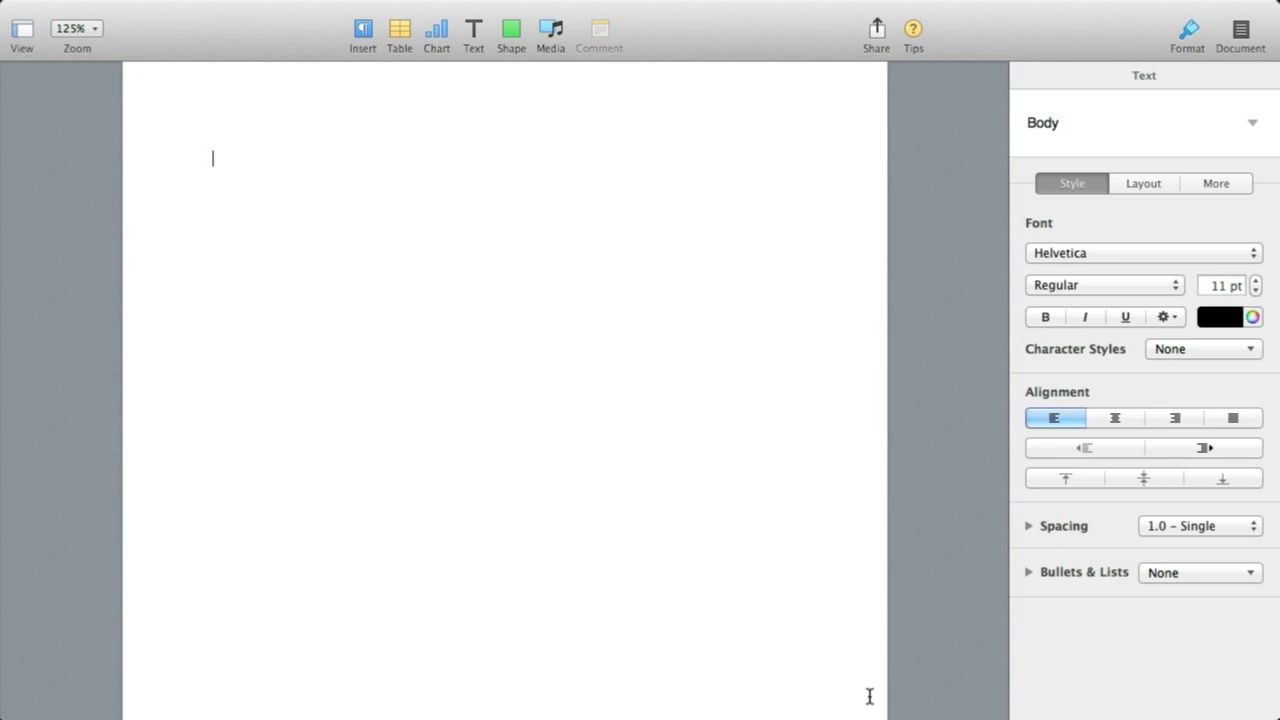 125%
View Zoom Insert Table Chart Text Shape Media Comment Share Tips Format Document
Text
Body
Style Layout More
Font
Helvetica
Regular 11 pt
B I U
Character Styles None
Alignment
Spacing 1.0 – Single
Bullets & Lists None